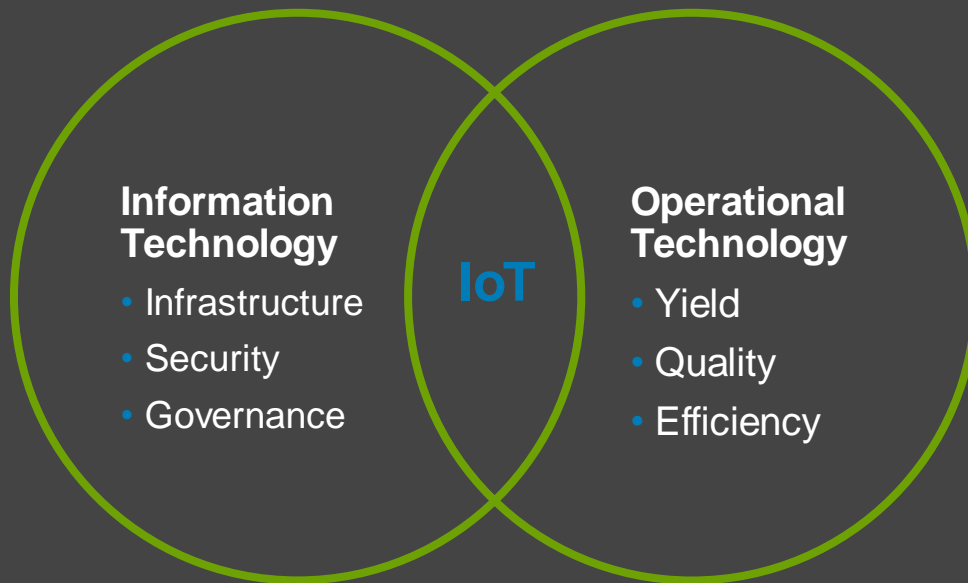 Information
Technology
• Infrastructure
• Security
• Governance
IoT
Operational
Technology
• Yield
• Quality
• Efficiency